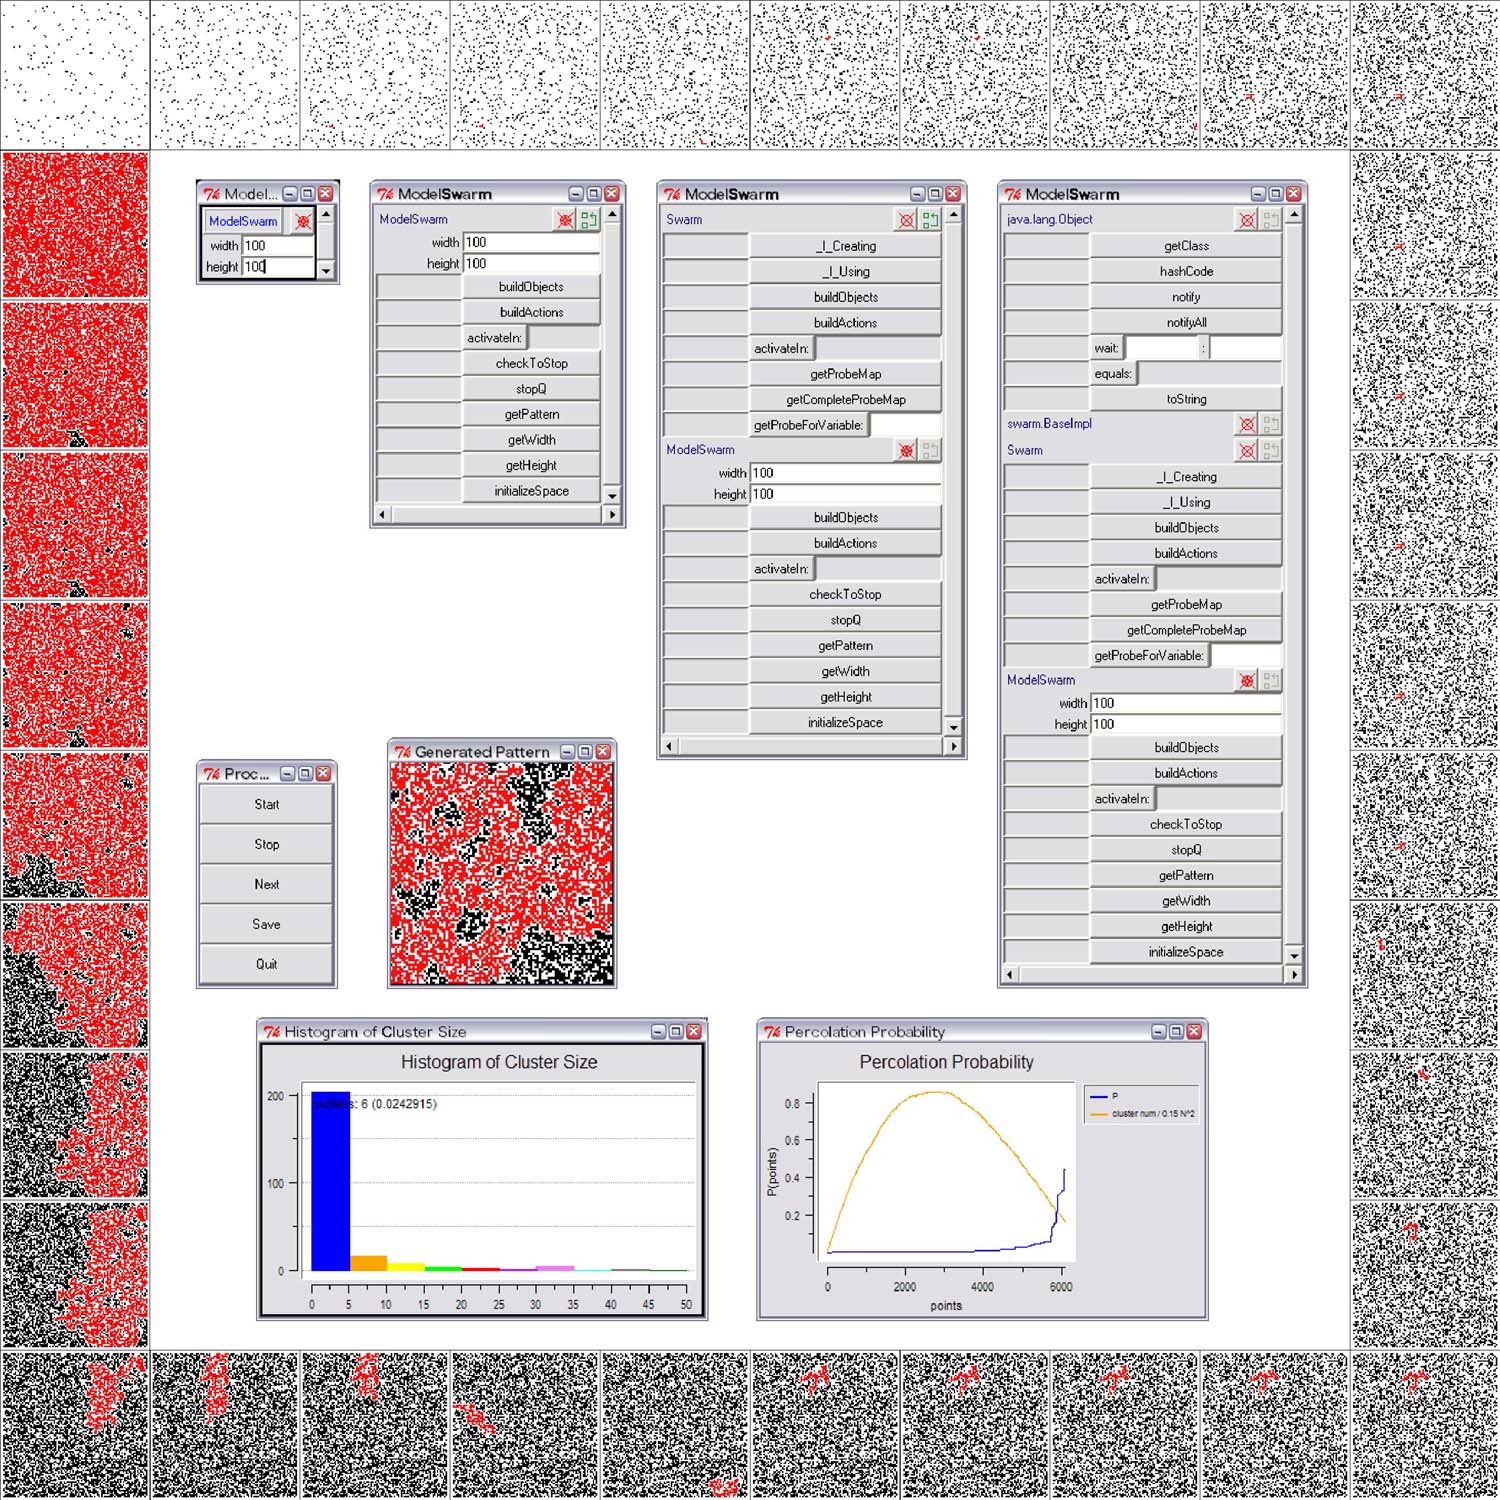 Model...
ModelSwarm
width 100
height 100
ModelSwarm
ModelSwarm
width 100
height 100
buildObjects
buildActions
activateIn:
checkToStop
stopQ
getPattern
getWidth
getHeight
initializeSpace
ModelSwarm
Swarm
_I_Creating
_I_Using
buildObjects
buildActions
activateIn:
getProbeMap
getCompleteProbeMap
getProbeForVariable:
ModelSwarm
width 100
height 100
buildObjects
buildActions
activateIn:
checkToStop
stopQ
getPattern
getWidth
getHeight
initializeSpace
ModelSwarm
java.lang.Object
getClass
hashCode
notify
notifyAll
wait: :
equals:
toString
swarm.BaseImpl
Swarm
_I_Creating
_I_Using
buildObjects
buildActions
activateIn:
getProbeMap
getCompleteProbeMap
getProbeForVariable:
ModelSwarm
width 100
height 100
buildObjects
buildActions
activateIn:
checkToStop
stopQ
getPattern
getWidth
getHeight
initializeSpace
Proc...
Start
Stop
Next
Save
Quit
Generated Pattern
Histogram of Cluster Size
Histogram of Cluster Size
outliers: 6 (0.0242915)
200
100
0
0 5 10 15 20 25 30 35 40 45 50
Percolation Probability
Percolation Probability
P
cluster num / 0.15 N^2
P(points)
0.8
0.6
0.4
0.2
0 2000 4000 6000
points